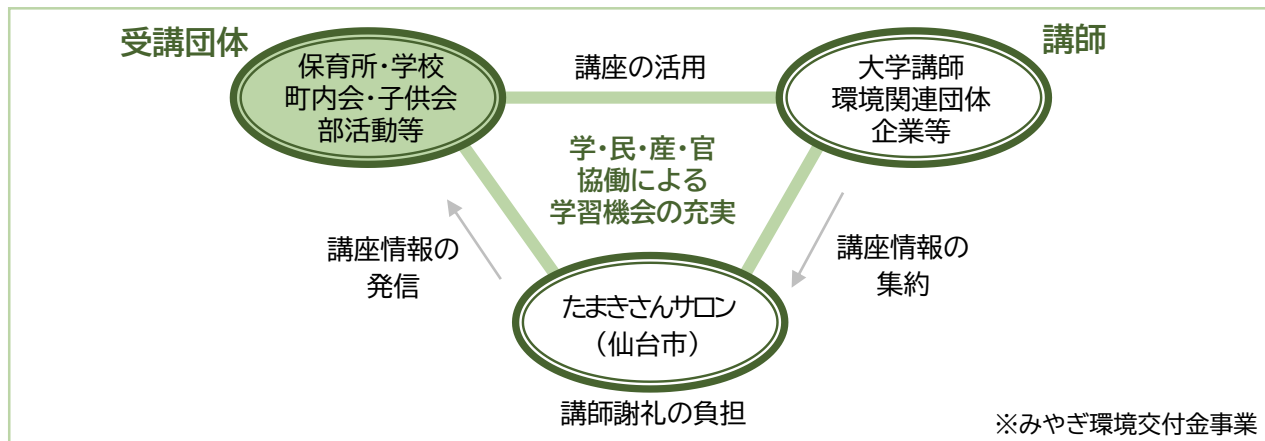 受講団体
保育所・学校
町内会・子供会
部活動等
講座の活用
講師
大学講師
環境関連団体
企業等
学・民・産・官
協働による
学習機会の充実
講座情報の
発信
講座情報の
集約
たまきさんサロン
（仙台市）
講師謝礼の負担
※みやぎ環境交付金事業